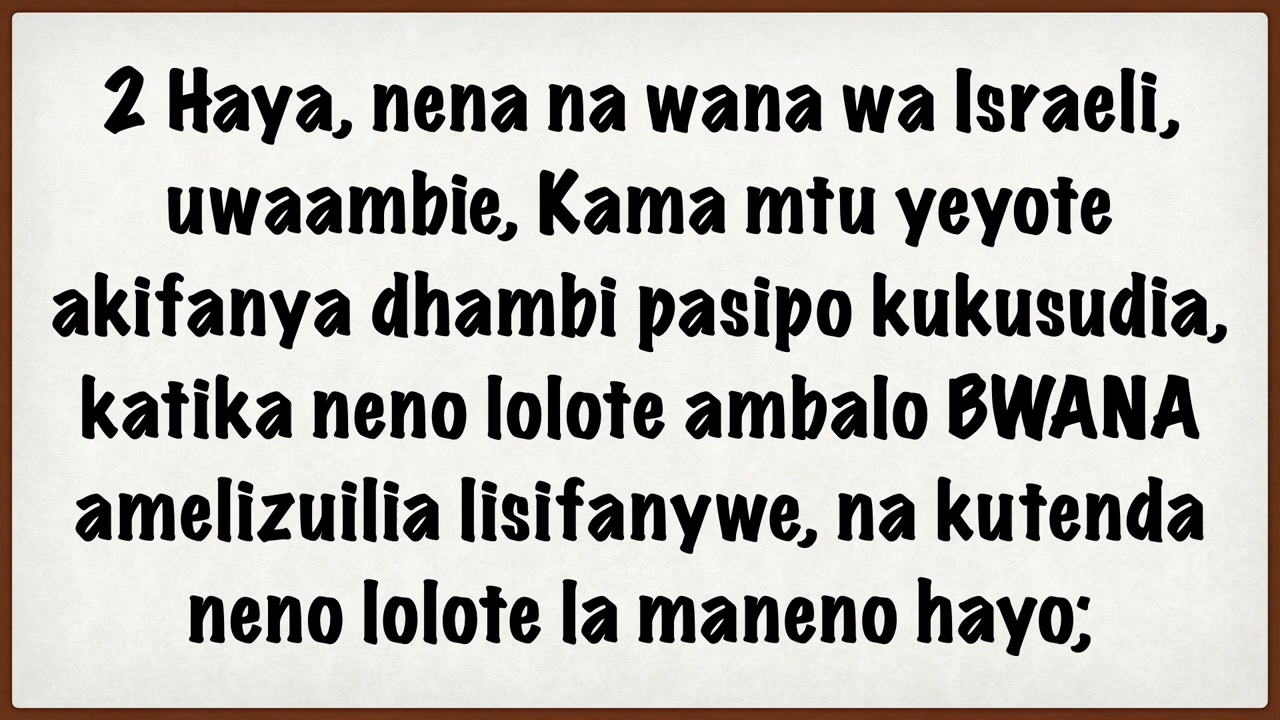 2 Haya, nena na wana wa Israeli,
uwaambie, Kama mtu yeyote
akifanya dhambi pasipo kukusudia,
katika neno lolote ambalo BWANA
amelizuilia lisifanywe, na kutenda
neno lolote la maneno hayo;